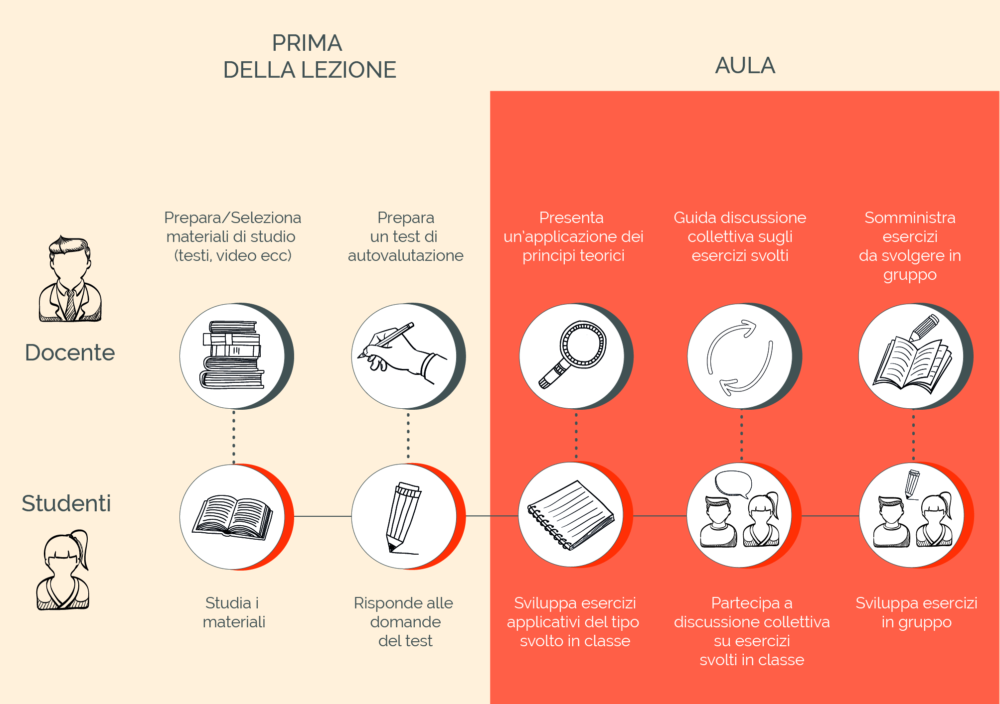 PRIMA
DELLA LEZIONE
AULA
Prepara/Seleziona
materiali di studio
(testi, video ecc)
Prepara
un test di
autovalutazione
Presenta
un'applicazione dei
principi teorici
Guida discussione
collettiva sugli
esercizi svolti
Somministra
esercizi
da svolgere in
gruppo
Docente
Studenti
Studia i
materiali
Risponde alle
domande
del test
Sviluppa esercizi
applicativi del tipo
svolto in classe
Partecipa a
discussione collettiva
su esercizi
svolti in classe
Sviluppa esercizi
in gruppo